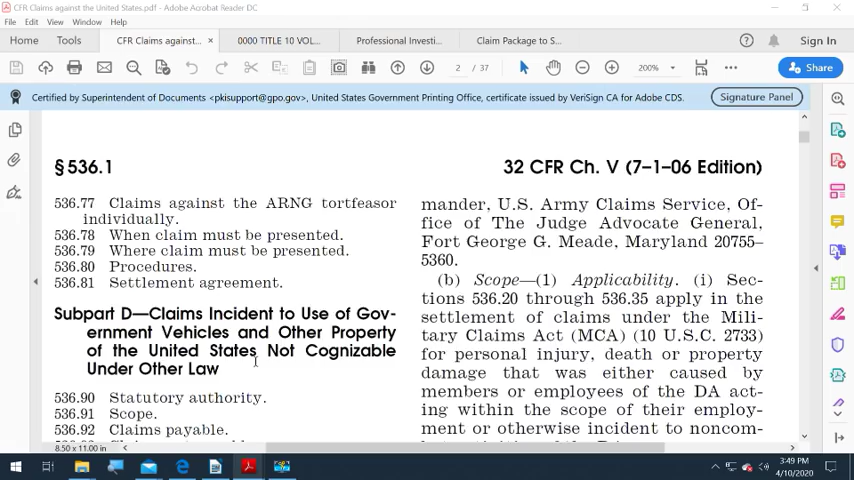 CFR Claims against the United States.pdf - Adobe Acrobat Reader DC
File Edit View Window Help
Home Tools CFR Claims against... × 0000 TITLE 10 VOL... Professional Investi... Claim Package to S... Sign In
2 / 37 200% Share
Certified by Superintendent of Documents <pkisupport@gpo.gov>, United States Government Printing Office, certificate issued by VeriSign CA for Adobe CDS. Signature Panel
§ 536.1
536.77 Claims against the ARNG tortfeasor
individually.
536.78 When claim must be presented.
536.79 Where claim must be presented.
536.80 Procedures.
536.81 Settlement agreement.
Subpart D—Claims Incident to Use of Gov-
ernment Vehicles and Other Property
of the United States Not Cognizable
Under Other Law
536.90 Statutory authority.
536.91 Scope.
536.92 Claims payable.
32 CFR Ch. V (7–1–06 Edition)
mander, U.S. Army Claims Service, Of-
fice of The Judge Advocate General,
Fort George G. Meade, Maryland 20755–
5360.
(b) Scope—(1) Applicability. (i) Sec-
tions 536.20 through 536.35 apply in the
settlement of claims under the Mili-
tary Claims Act (MCA) (10 U.S.C. 2733)
for personal injury, death or property
damage that was either caused by
members or employees of the DA act-
ing within the scope of their employ-
ment or otherwise incident to noncom-
8.50 x 11.00 in
3:49 PM
4/10/2020